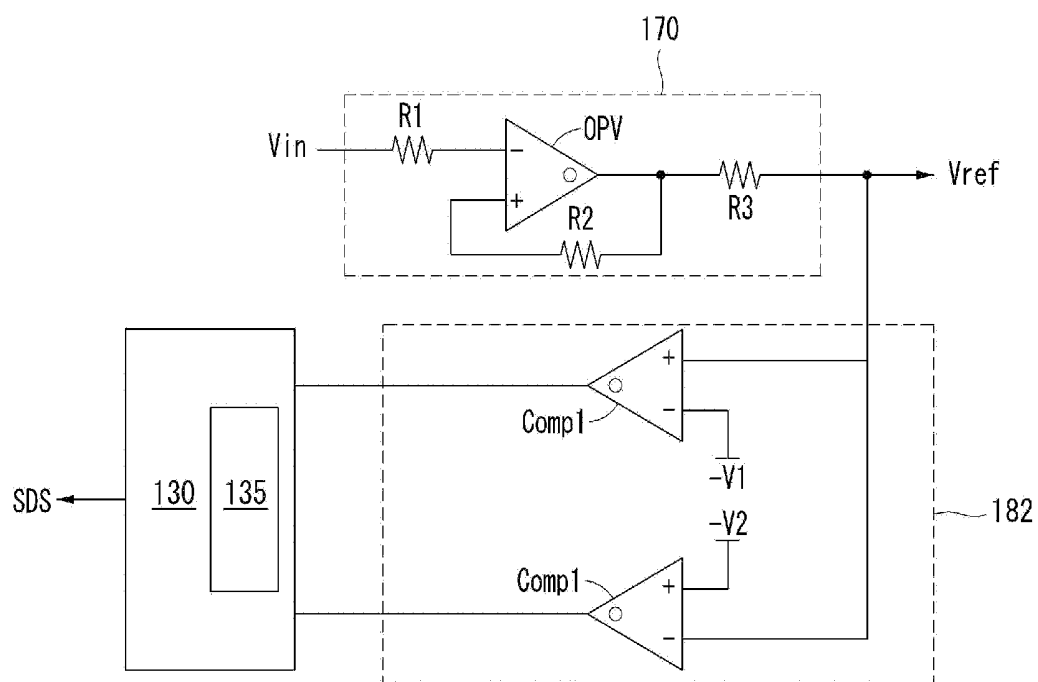 170
R1
Vin
OPV
-
+
R2
R3
Vref
+
-
Comp1
-V1
SDS
130
135
-V2
182
Comp1
+
-